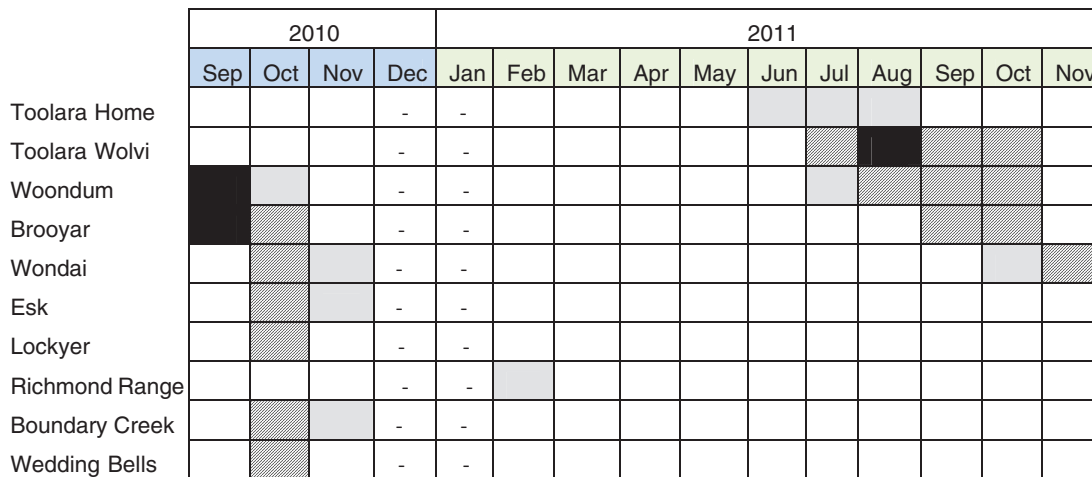 2010 2011
Sep Oct Nov Dec Jan Feb Mar Apr May Jun Jul Aug Sep Oct Nov
Toolara Home - -
Toolara Wolvi - -
Woondum - -
Brooyar - -
Wondai - -
Esk - -
Lockyer - -
Richmond Range - -
Boundary Creek - -
Wedding Bells - -